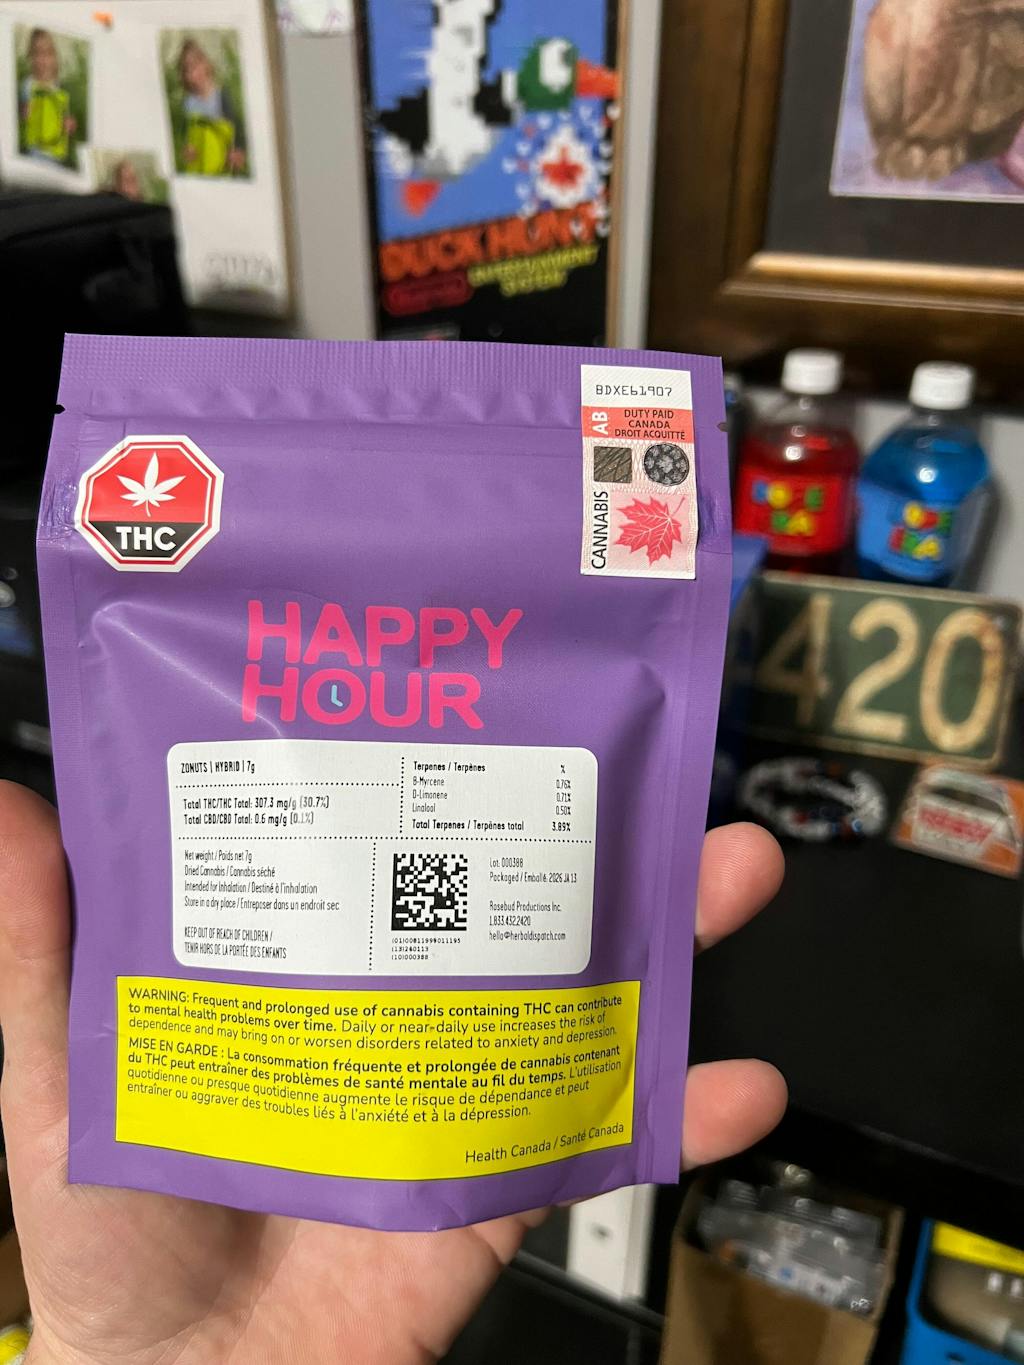 DUCK HUNT
Nintendo
ENTERTAINMENT
SYSTEM
BDXE61907
AB
DUTY PAID
CANADA
DROIT ACQUITTÉ
CANNABIS
THC
HAPPY
HOUR
420
ZONUTS | HYBRID | 7g
Total THC/THC Total: 307.3 mg/g (30.7%)
Total CBD/CBD Total: 0.6 mg/g (0.1%)
Terpenes / Terpènes %
B-Myrcene 0.76%
D-Limonene 0.71%
Linalool 0.50%
Total Terpenes / Terpènes total 3.89%
Net weight / Poids net 7g
Dried Cannabis / Cannabis séché
Intended for Inhalation / Destiné à l'inhalation
Store in a dry place / Entreposer dans un endroit sec
KEEP OUT OF REACH OF CHILDREN /
TENIR HORS DE LA PORTÉE DES ENFANTS
(01)00811999011195
(13)260113
(10)000388
Lot: 000388
Packaged / Emballé: 2026 JA 13
Rosebud Productions Inc.
1.833.432.2420
hello@herbaldispatch.com
WARNING: Frequent and prolonged use of cannabis containing THC can contribute
to mental health problems over time. Daily or near-daily use increases the risk of
dependence and may bring on or worsen disorders related to anxiety and depression.
MISE EN GARDE : La consommation fréquente et prolongée de cannabis contenant
du THC peut entraîner des problèmes de santé mentale au fil du temps. L'utilisation
quotidienne ou presque quotidienne augmente le risque de dépendance et peut
entraîner ou aggraver des troubles liés à l'anxiété et à la dépression.
Health Canada / Santé Canada